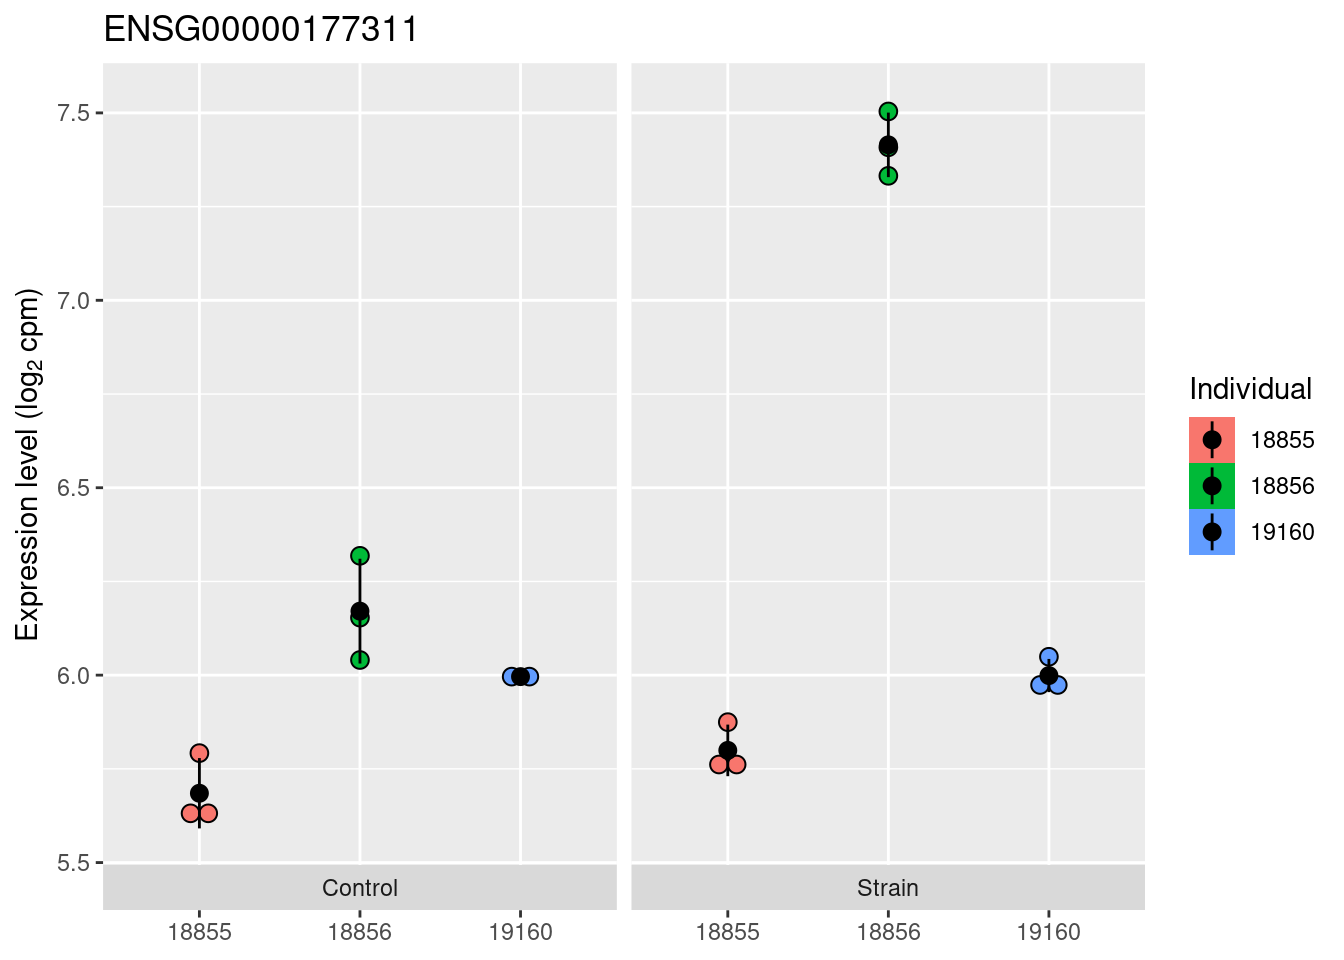 ENSG00000177311
Expression level (log₂ cpm)
7.5
7.0
6.5
6.0
5.5
Control
Strain
18855
18856
19160
18855
18856
19160
Individual
18855
18856
19160